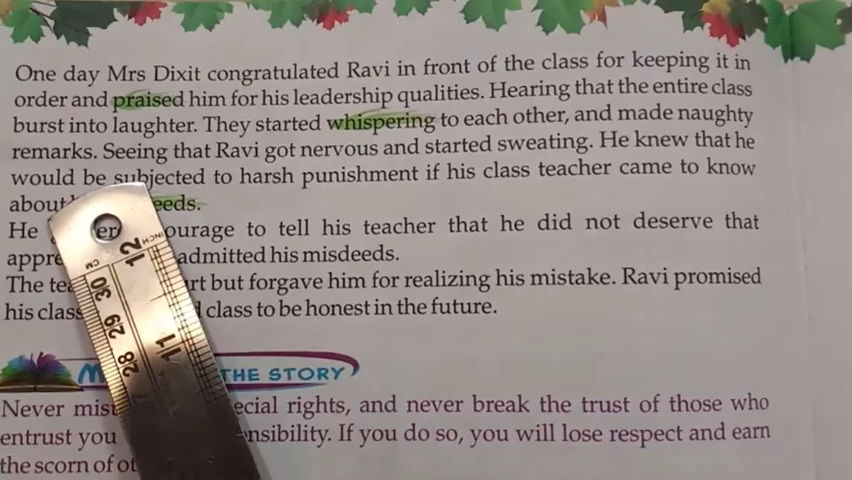 One day Mrs Dixit congratulated Ravi in front of the class for keeping it in
order and praised him for his leadership qualities. Hearing that the entire class
burst into laughter. They started whispering to each other, and made naughty
remarks. Seeing that Ravi got nervous and started sweating. He knew that he
would be subjected to harsh punishment if his class teacher came to know
about eeds.
He er ourage to tell his teacher that he did not deserve that
appre admitted his misdeeds.
The tea rt but forgave him for realizing his mistake. Ravi promised
his class class to be honest in the future.
M THE STORY
Never mis ecial rights, and never break the trust of those who
entrust you nsibility. If you do so, you will lose respect and earn
the scorn of ot
12 INCH
CM 30 29 28
11